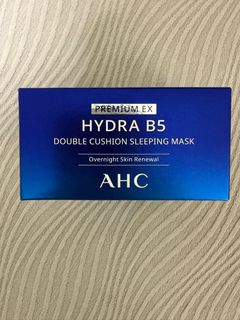 PREMIUM EX
HYDRA B5
DOUBLE CUSHION SLEEPING MASK
Overnight Skin Renewal
AHC